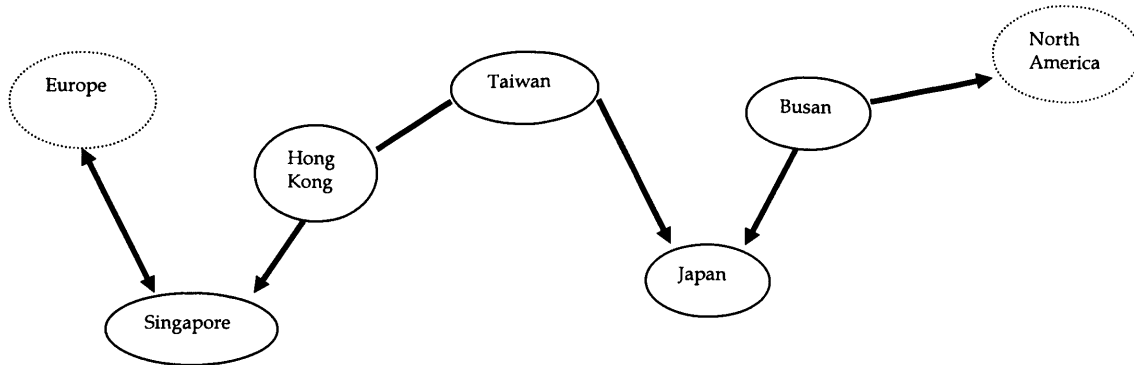 Europe
Hong
Kong
Singapore
Taiwan
Japan
Busan
North
America